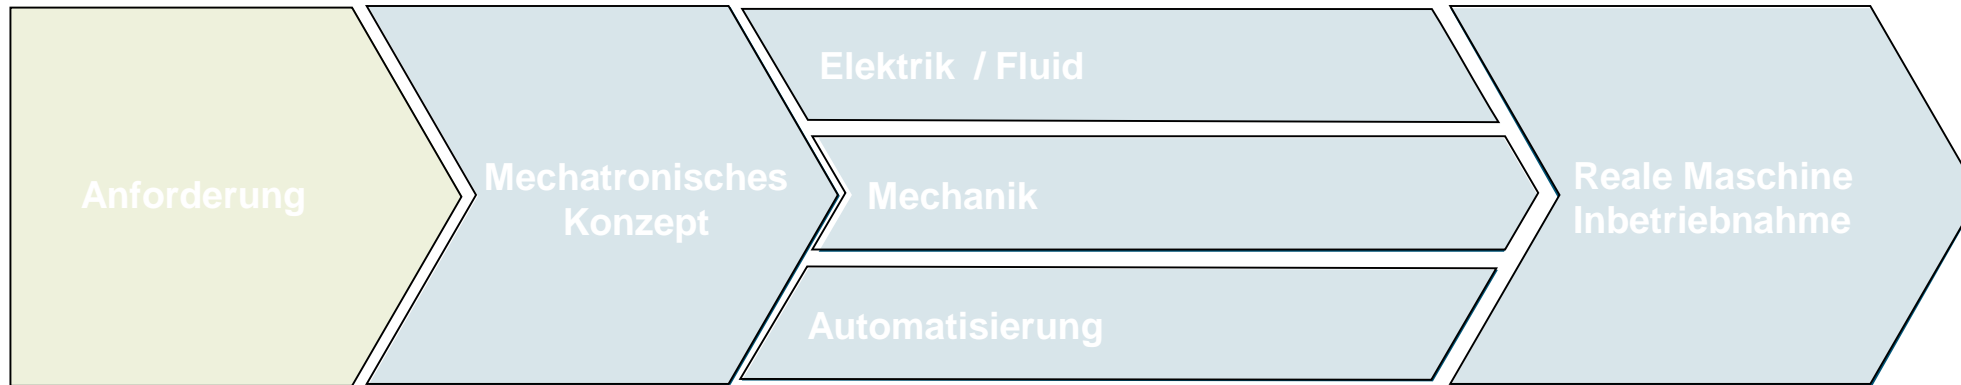 Anforderung
Mechatronisches
Konzept
Elektrik / Fluid
Mechanik
Automatisierung
Reale Maschine
Inbetriebnahme